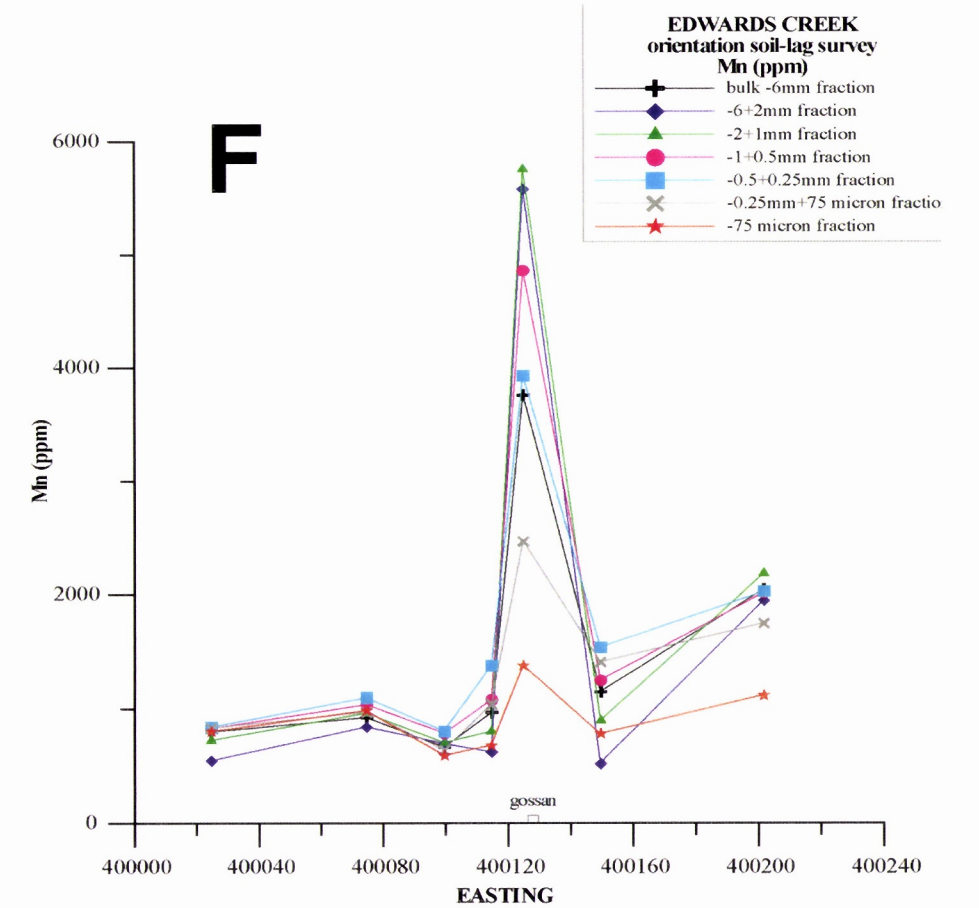 EDWARDS CREEK
orientation soil-lag survey
Mn (ppm)
bulk -6mm fraction
-6+2mm fraction
-2+1mm fraction
-1+0.5mm fraction
-0.5+0.25mm fraction
-0.25mm+75 micron fractio
-75 micron fraction
F
6000
4000
2000
0
Mn (ppm)
gossan
400000 400040 400080 400120 400160 400200 400240
EASTING